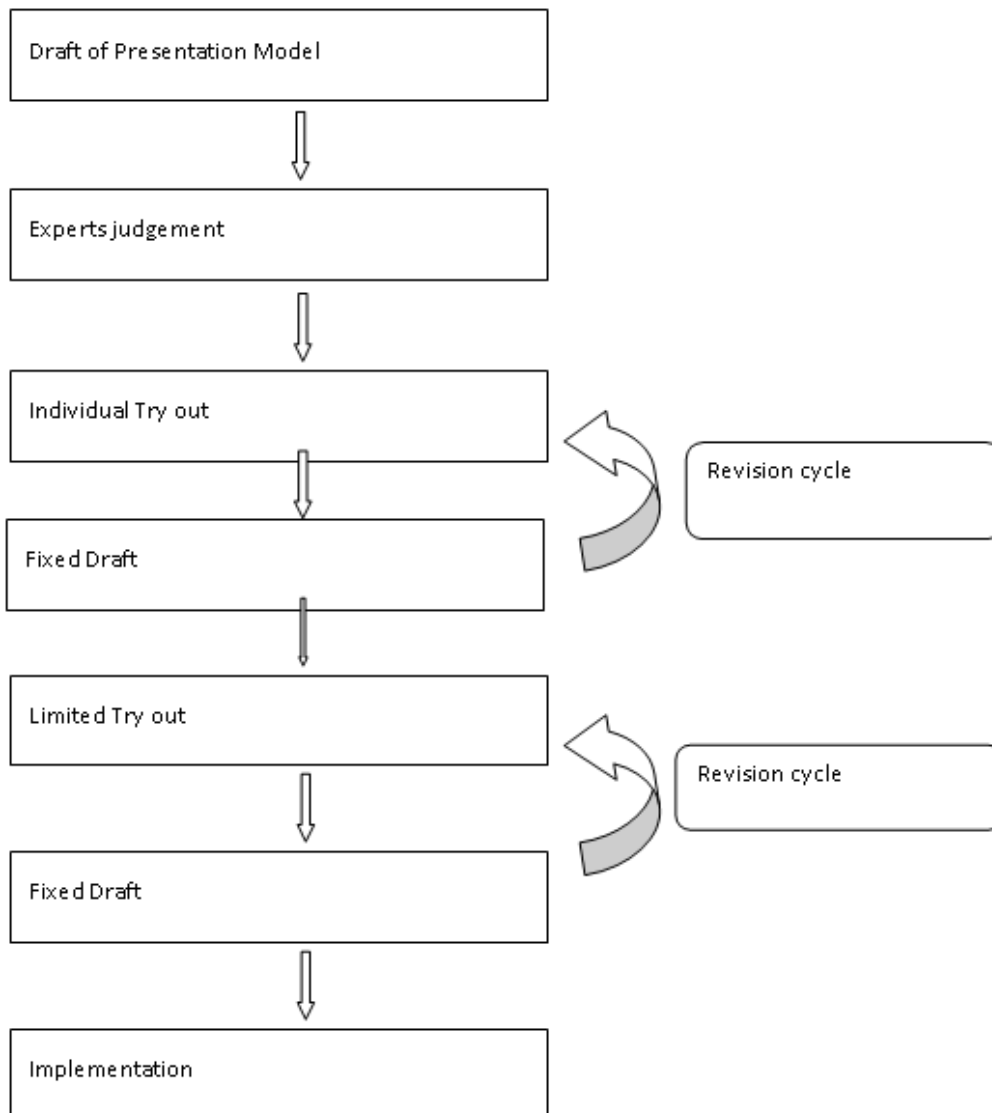 Draft of Presentation Model
Experts judgement
Individual Try out
Revision cycle
Fixed Draft
Limited Try out
Revision cycle
Fixed Draft
Implementation